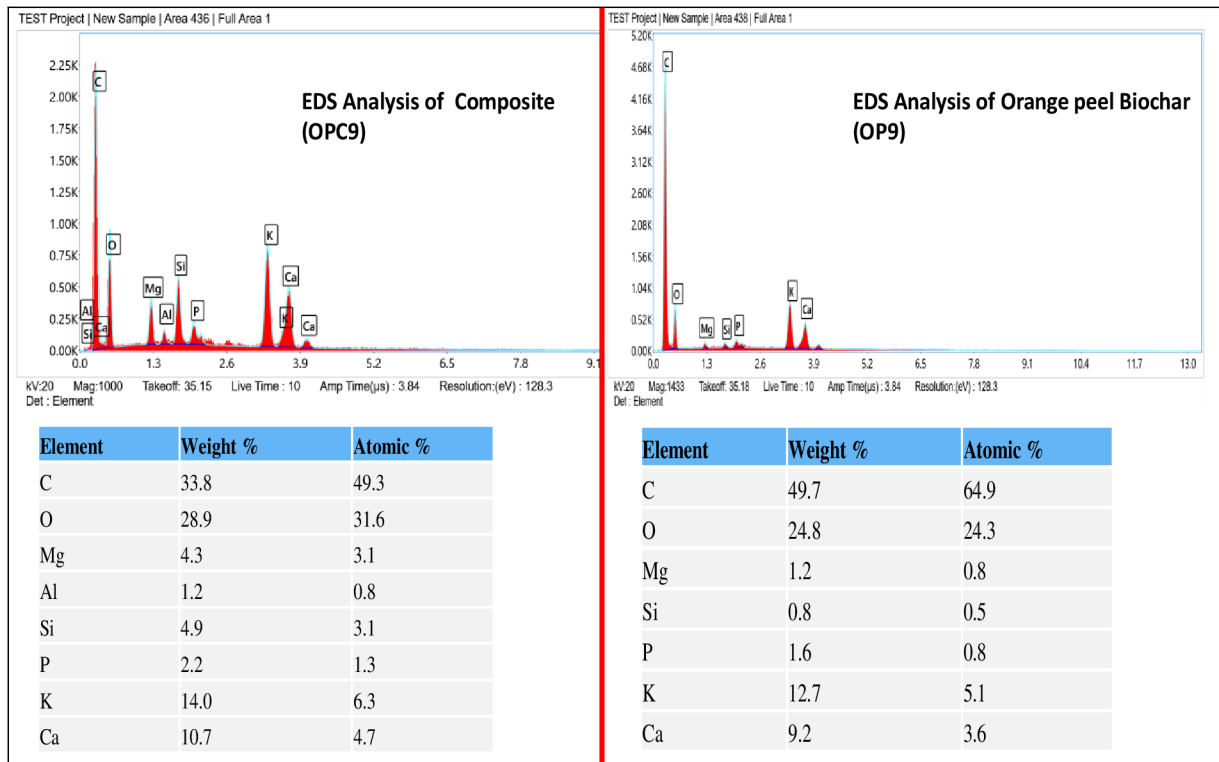 TEST Project | New Sample | Area 436 | Full Area 1
EDS Analysis of Composite
(OPC9)
2.25K
2.00K
1.75K
1.50K
1.25K
1.00K
0.75K
0.50K
0.25K
0.00K
C
O
Al
Si
Ca
Mg
Al
Si
P
K
K
Ca
Ca
0.0 1.3 2.6 3.9 5.2 6.5 7.8 9.1
kV:20 Mag:1000 Takeoff: 35.15 Live Time : 10 Amp Time(µs) : 3.84 Resolution:(eV) : 128.3
Det : Element
Element Weight % Atomic %
C 33.8 49.3
O 28.9 31.6
Mg 4.3 3.1
Al 1.2 0.8
Si 4.9 3.1
P 2.2 1.3
K 14.0 6.3
Ca 10.7 4.7
TEST Project | New Sample | Area 438 | Full Area 1
EDS Analysis of Orange peel Biochar
(OP9)
5.20K
4.68K
4.16K
3.64K
3.12K
2.60K
2.08K
1.56K
1.04K
0.52K
0.00K
C
O
Mg
Si
P
K
Ca
0.0 1.3 2.6 3.9 5.2 6.5 7.8 9.1 10.4 11.7 13.0
kV:20 Mag:1433 Takeoff: 35.18 Live Time : 10 Amp Time(µs) : 3.84 Resolution:(eV) : 128.3
Det : Element
Element Weight % Atomic %
C 49.7 64.9
O 24.8 24.3
Mg 1.2 0.8
Si 0.8 0.5
P 1.6 0.8
K 12.7 5.1
Ca 9.2 3.6